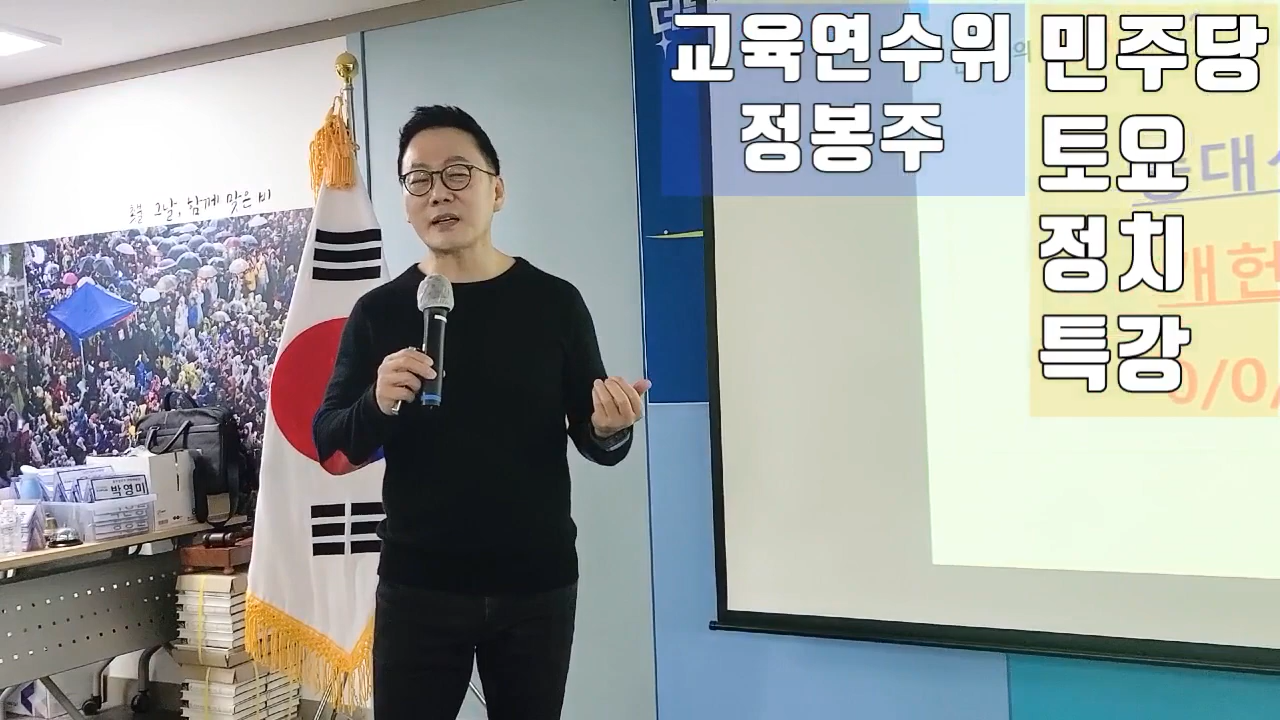 교육연수위
정봉주
민주당
토요
정치
특강
그날, 함께 맞은 비
박영미